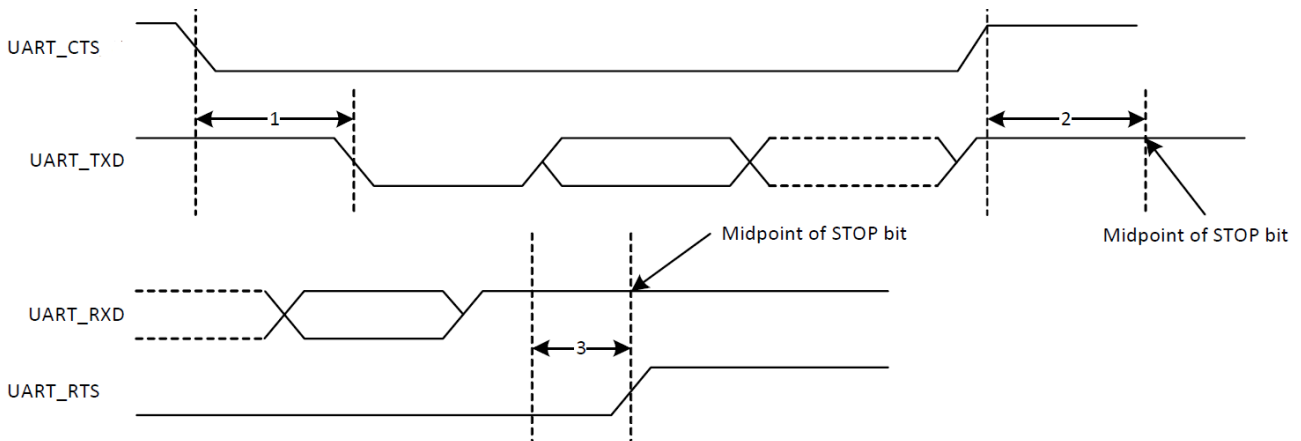 UART_CTS
1
2
UART_TXD
Midpoint of STOP bit
Midpoint of STOP bit
UART_RXD
3
UART_RTS